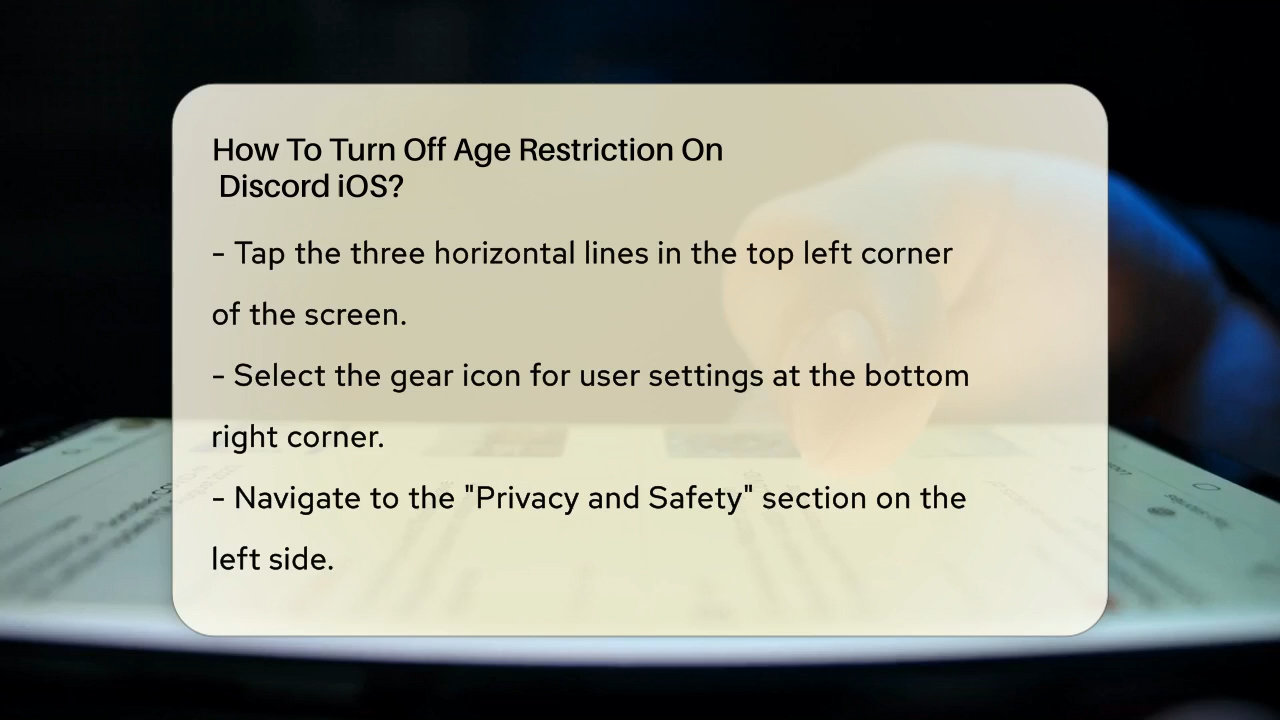 How To Turn Off Age Restriction On
Discord iOS?
- Tap the three horizontal lines in the top left corner
of the screen.
- Select the gear icon for user settings at the bottom
right corner.
- Navigate to the "Privacy and Safety" section on the
left side.